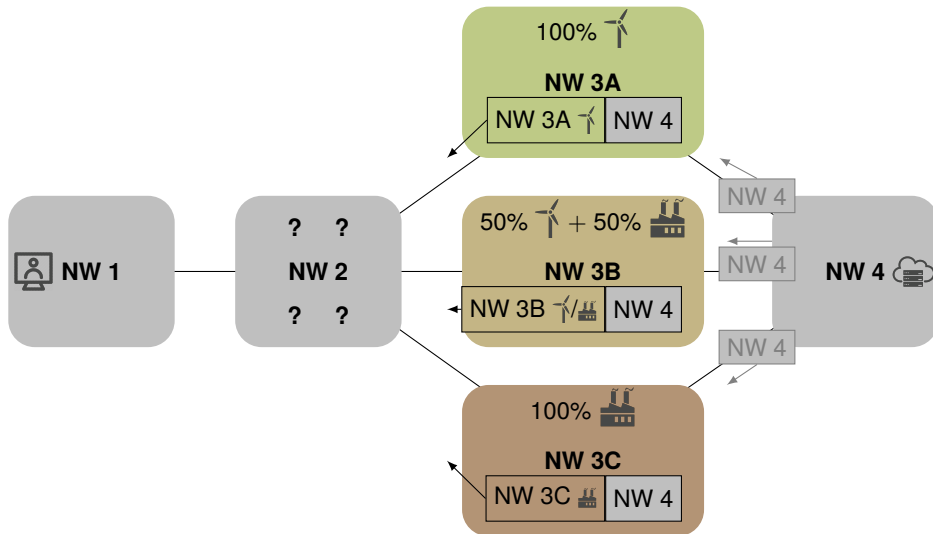 100%
NW 3A
NW 3A NW 4
NW 4
? ?
50% + 50%
NW 1
NW 2
NW 3B
NW 4
NW 4
NW 3B / NW 4
? ?
NW 4
100%
NW 3C
NW 3C NW 4